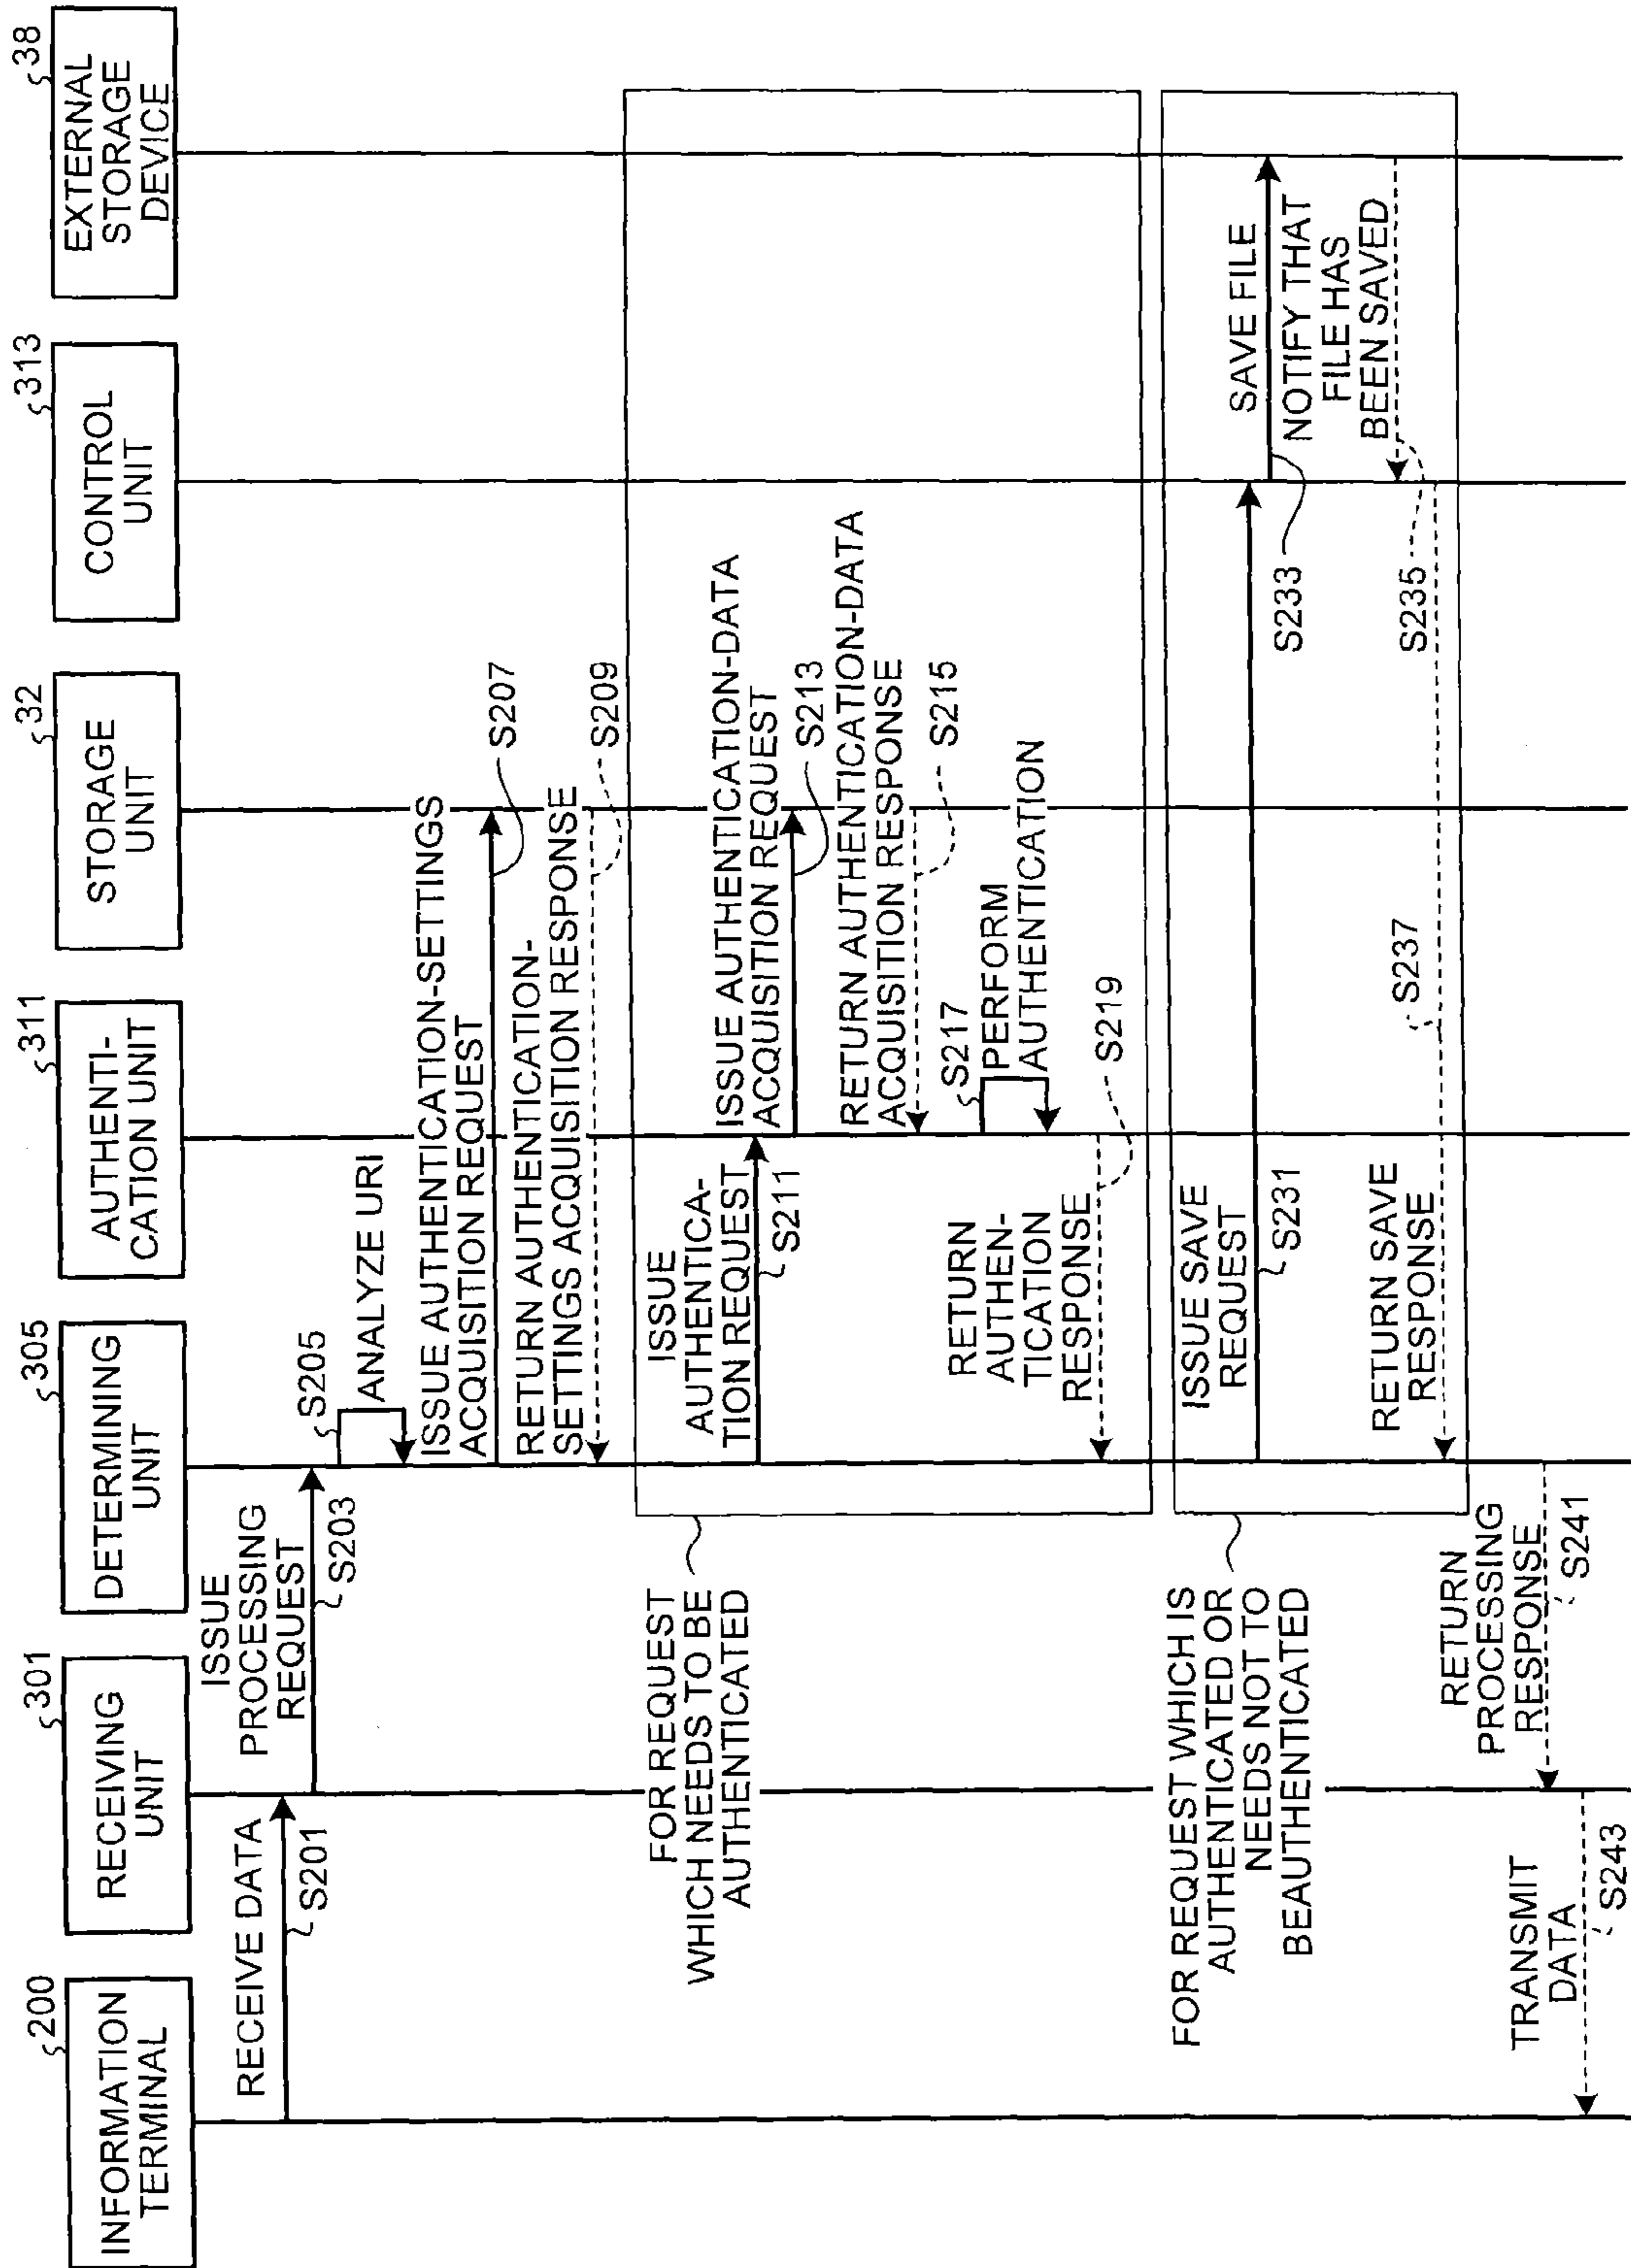 200
INFORMATION
TERMINAL
301
RECEIVING
UNIT
305
DETERMINING
UNIT
311
AUTHENTI-
CATION UNIT
32
STORAGE
UNIT
313
CONTROL
UNIT
38
EXTERNAL
STORAGE
DEVICE
RECEIVE DATA
S201
ISSUE
PROCESSING
REQUEST
S203
S205
ANALYZE URI
ISSUE AUTHENTICATION-SETTINGS
ACQUISITION REQUEST
S207
RETURN AUTHENTICATION-
SETTINGS ACQUISITION RESPONSE
S209
FOR REQUEST
WHICH NEEDS TO BE
AUTHENTICATED
ISSUE
AUTHENTICA-
TION REQUEST
S211
ISSUE AUTHENTICATION-DATA
ACQUISITION REQUEST
S213
RETURN AUTHENTICATION-DATA
ACQUISITION RESPONSE
S215
S217
PERFORM
AUTHENTICATION
RETURN
AUTHEN-
TICATION
RESPONSE
S219
FOR REQUEST WHICH IS
AUTHENTICATED OR
NEEDS NOT TO
BEAUTHENTICATED
ISSUE SAVE
REQUEST
S231
SAVE FILE
S233
NOTIFY THAT
FILE HAS
BEEN SAVED
S235
RETURN SAVE
RESPONSE
S237
RETURN
PROCESSING
RESPONSE
S241
TRANSMIT
DATA
S243